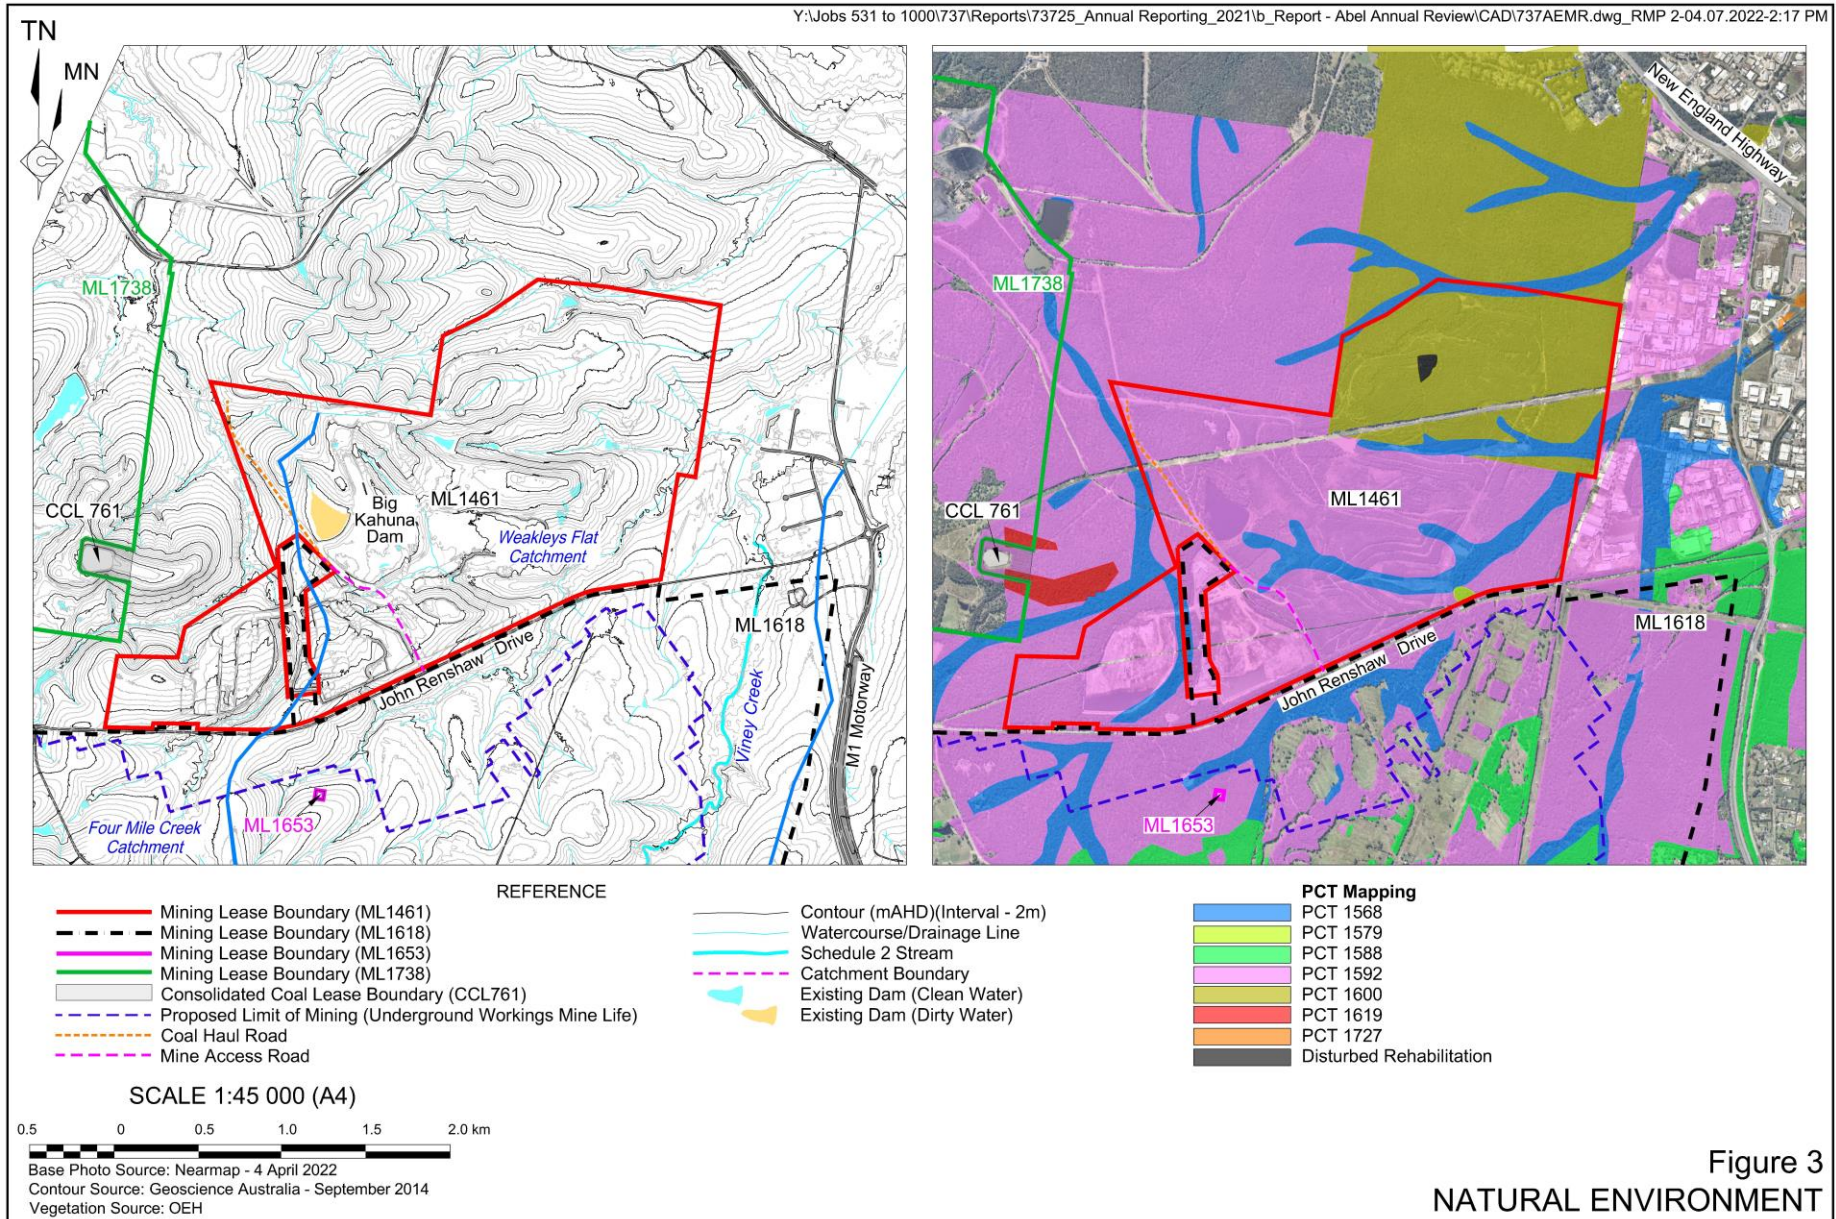 Y:\Jobs 531 to 1000\737\Reports\73725_Annual Reporting_2021\b_Report - Abel Annual Review\CAD\737AEMR.dwg_RMP 2-04.07.2022-2:17 PM
TN
MN
ML1738
CCL 761
Big
Kahuna
Dam
ML1461
Weakleys Flat
Catchment
ML1618
John Renshaw Drive
Viney Creek
M1 Motorway
ML1653
Four Mile Creek
Catchment
New England Highway
ML1738
CCL 761
ML1461
ML1618
John Renshaw Drive
ML1653
REFERENCE
Mining Lease Boundary (ML1461)
Mining Lease Boundary (ML1618)
Mining Lease Boundary (ML1653)
Mining Lease Boundary (ML1738)
Consolidated Coal Lease Boundary (CCL761)
Proposed Limit of Mining (Underground Workings Mine Life)
Coal Haul Road
Mine Access Road
Contour (mAHD)(Interval - 2m)
Watercourse/Drainage Line
Schedule 2 Stream
Catchment Boundary
Existing Dam (Clean Water)
Existing Dam (Dirty Water)
PCT Mapping
PCT 1568
PCT 1579
PCT 1588
PCT 1592
PCT 1600
PCT 1619
PCT 1727
Disturbed Rehabilitation
SCALE 1:45 000 (A4)
0.5 0 0.5 1.0 1.5 2.0 km
Base Photo Source: Nearmap - 4 April 2022
Contour Source: Geoscience Australia - September 2014
Vegetation Source: OEH
Figure 3
NATURAL ENVIRONMENT